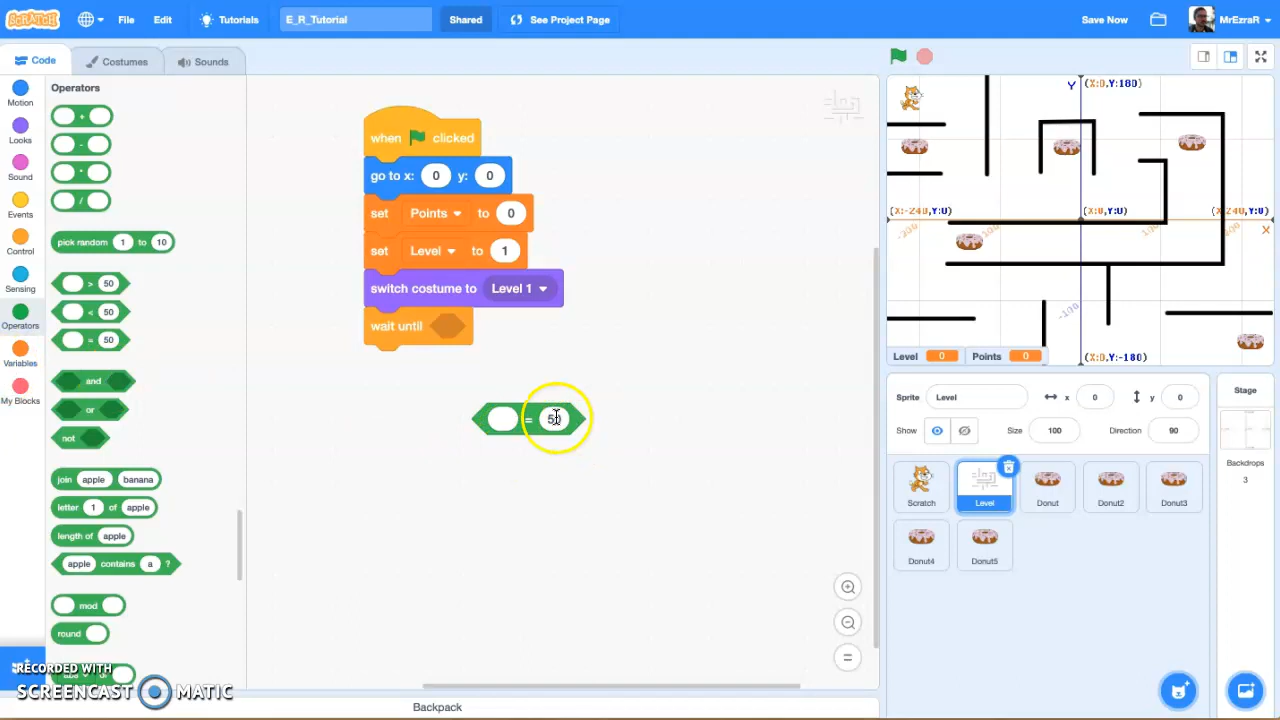 SCRATCH File Edit Tutorials E_R_Tutorial Shared See Project Page Save Now MrEzraR
Code Costumes Sounds
Motion
Looks
Sound
Events
Control
Sensing
Operators
Variables
My Blocks
Operators
+
-
*
/
pick random 1 to 10
> 50
< 50
= 50
and
or
not
join apple banana
letter 1 of apple
length of apple
apple contains a ?
mod
round
when clicked
go to x: 0 y: 0
set Points to 0
set Level to 1
switch costume to Level 1
wait until
= 50
Y (X:0,Y:180)
(X:-240,Y:0) (X:0,Y:0) (X:240,Y:0)
-200 -100 100 X
-100
Level 0 Points 0 (X:0,Y:-180)
Sprite Level x 0 y 0
Show Size 100 Direction 90
Scratch Level Donut Donut2 Donut3
Donut4 Donut5
Stage
Backdrops
3
Backpack
RECORDED WITH
SCREENCAST MATIC